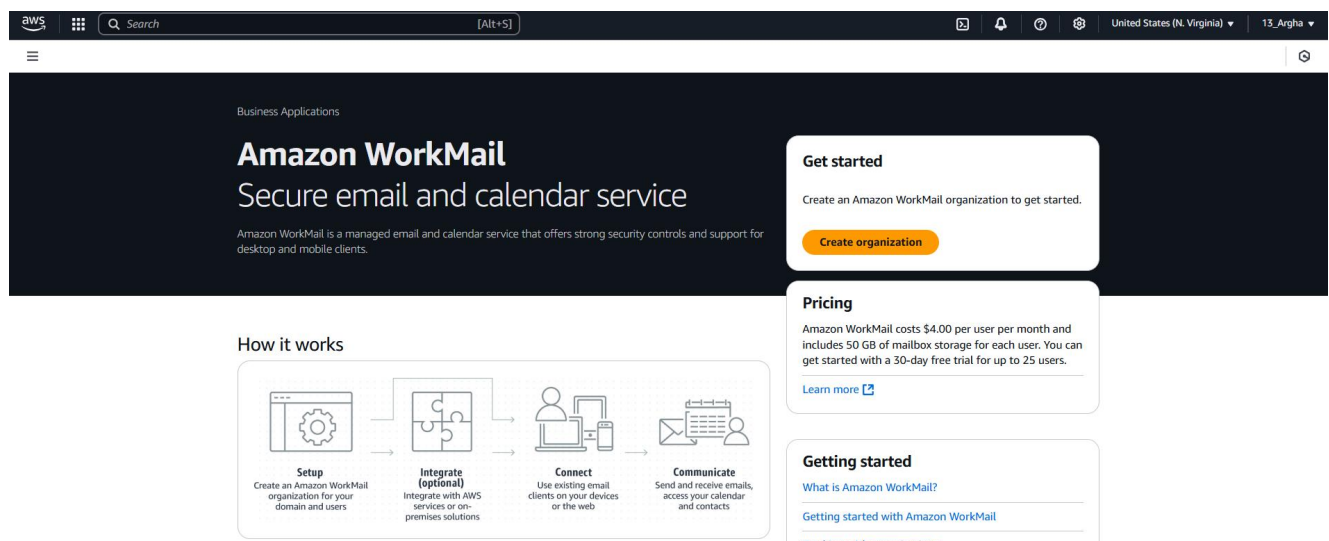 aws
Search
[Alt+S]
United States (N. Virginia)
13_Argha
Business Applications
Amazon WorkMail
Secure email and calendar service
Amazon WorkMail is a managed email and calendar service that offers strong security controls and support for
desktop and mobile clients.
Get started
Create an Amazon WorkMail organization to get started.
Create organization
Pricing
Amazon WorkMail costs $4.00 per user per month and
includes 50 GB of mailbox storage for each user. You can
get started with a 30-day free trial for up to 25 users.
Learn more
How it works
Setup
Create an Amazon WorkMail
organization for your
domain and users
Integrate
(optional)
Integrate with AWS
services or on-
premises solutions
Connect
Use existing email
clients on your devices
or the web
Communicate
Send and receive emails,
access your calendar
and contacts
Getting started
What is Amazon WorkMail?
Getting started with Amazon WorkMail